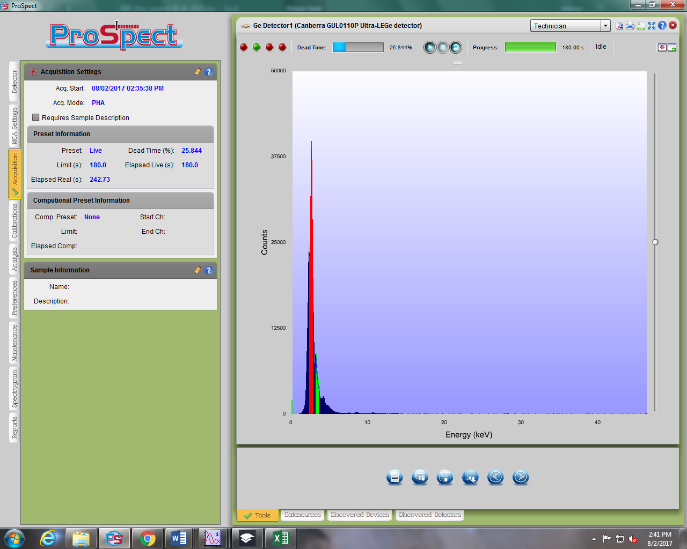 ProSpect
ProSpect
Detector
MCA Settings
Acquisition
Calibrations
Analysis
Preferences
Maintenance
Spectrogram
Reports
Acquisition Settings
Acq. Start: 08/02/2017 02:35:38 PM
Acq. Mode: PHA
Requires Sample Description
Preset Information
Preset: Live Dead Time (%): 25.844
Limit (s): 180.0 Elapsed Live (s): 180.0
Elapsed Real (s): 242.73
Computional Preset Information
Comp. Preset: None Start Ch:
Limit: End Ch:
Elapsed Comp:
Sample Information
Name:
Description:
Ge Detector1 (Canberra GUL0110P Ultra-LEGe detector)
Technician
Dead Time: 25.844% Progress: 180.00 s Idle
50000
37500
25000
12500
0
Counts
0 10 20 30 40
Energy (keV)
Tools Datasources Discovered Devices Discovered Detectors
2:41 PM
8/2/2017